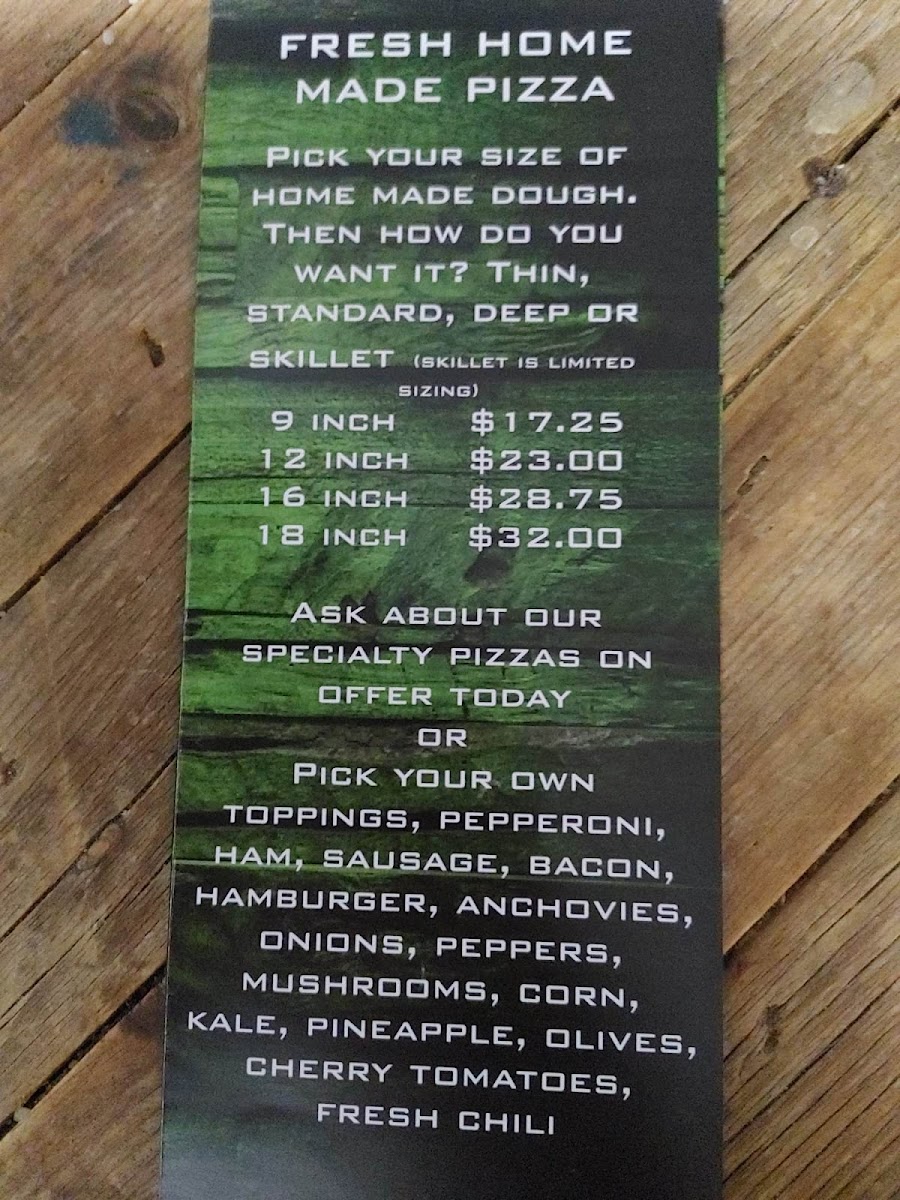 FRESH HOME
MADE PIZZA
PICK YOUR SIZE OF
HOME MADE DOUGH.
THEN HOW DO YOU
WANT IT? THIN,
STANDARD, DEEP OR
SKILLET (SKILLET IS LIMITED
SIZING)
9 INCH $17.25
12 INCH $23.00
16 INCH $28.75
18 INCH $32.00
ASK ABOUT OUR
SPECIALTY PIZZAS ON
OFFER TODAY
OR
PICK YOUR OWN
TOPPINGS, PEPPERONI,
HAM, SAUSAGE, BACON,
HAMBURGER, ANCHOVIES,
ONIONS, PEPPERS,
MUSHROOMS, CORN,
KALE, PINEAPPLE, OLIVES,
CHERRY TOMATOES,
FRESH CHILI